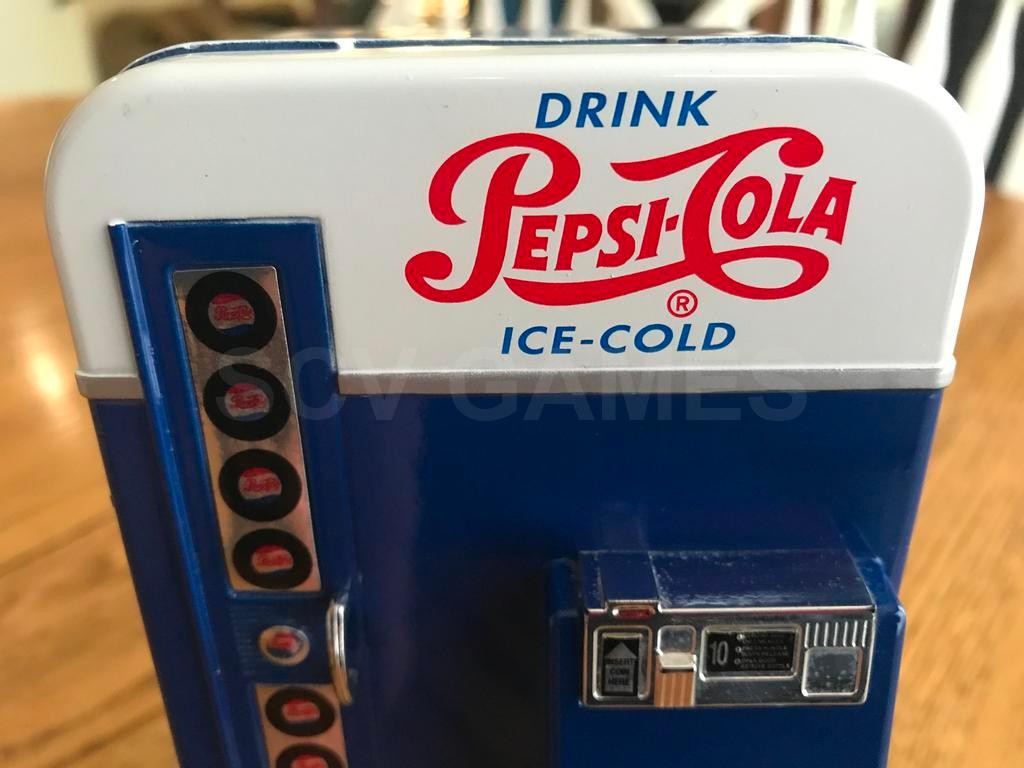 DRINK
PEPSI-COLA
®
ICE-COLD
SCV GAMES
INSERT
COIN
HERE
10